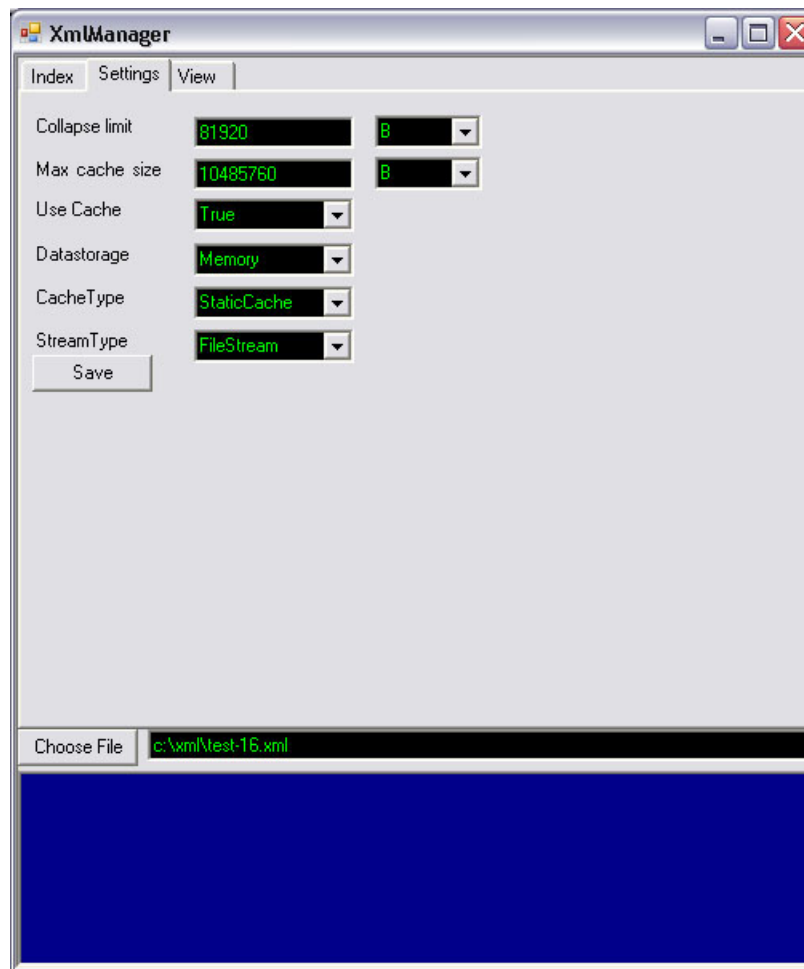 XmlManager
Index Settings View
Collapse limit 81920 B
Max cache size 10485760 B
Use Cache True
Datastorage Memory
CacheType StaticCache
StreamType FileStream
Save
Choose File c:\xml\test-16.xml